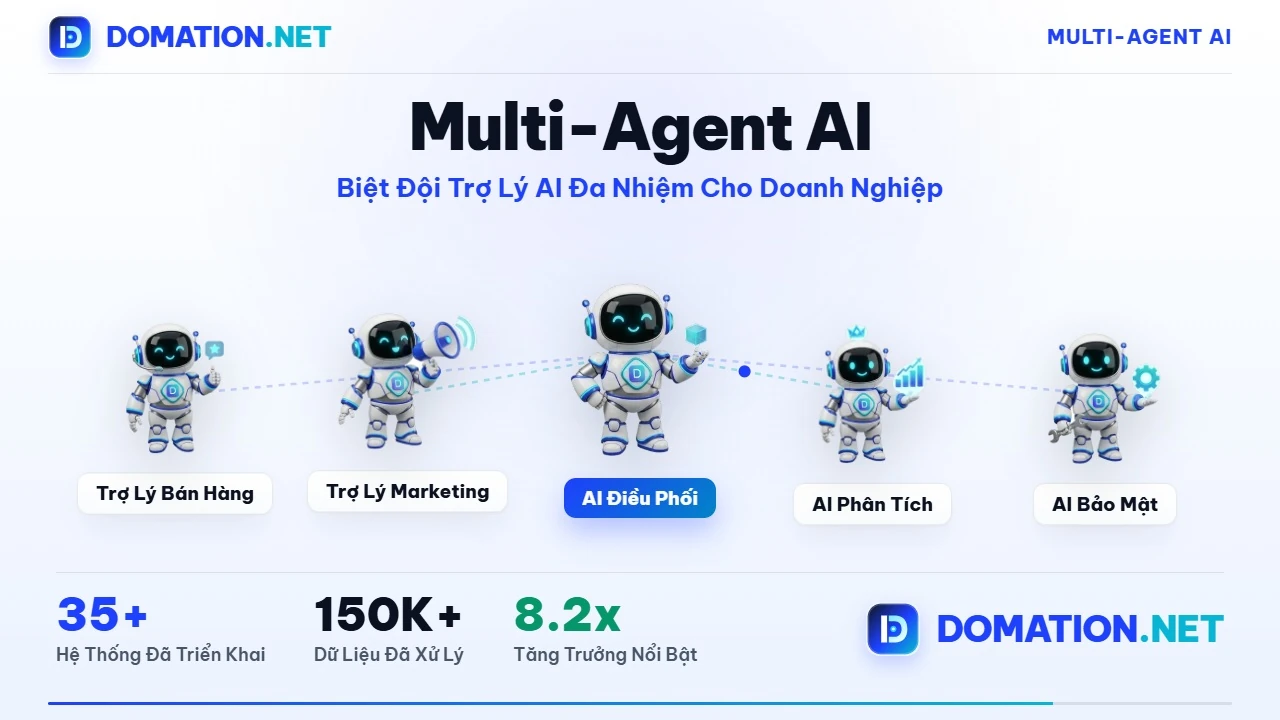 DOMATION.NET
MULTI-AGENT AI
Multi-Agent AI
Biệt Đội Trợ Lý AI Đa Nhiệm Cho Doanh Nghiệp
Trợ Lý Bán Hàng
Trợ Lý Marketing
AI Điều Phối
AI Phân Tích
AI Bảo Mật
35+
Hệ Thống Đã Triển Khai
150K+
Dữ Liệu Đã Xử Lý
8.2x
Tăng Trưởng Nổi Bật
DOMATION.NET